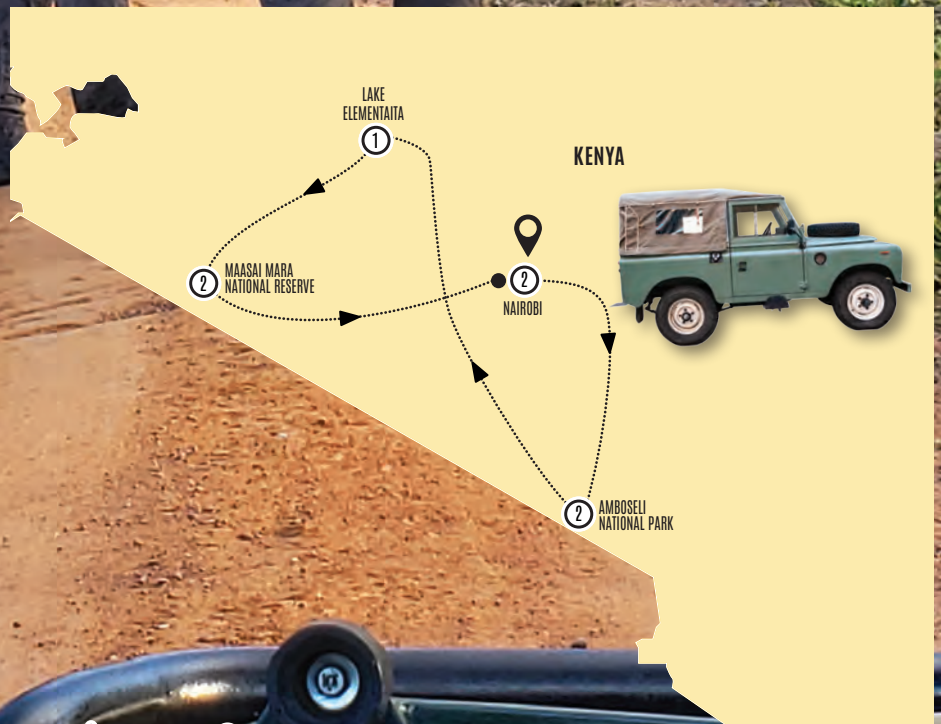 LAKE
ELEMENTAITA
1
KENYA
2
MAASAI MARA
NATIONAL RESERVE
2
NAIROBI
2
AMBOSELI
NATIONAL PARK